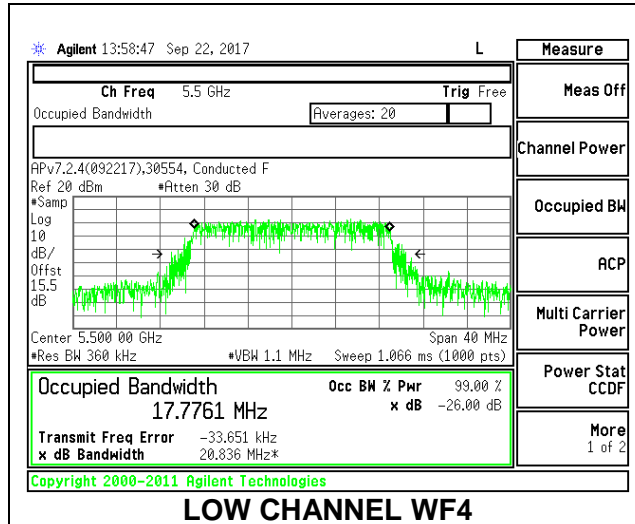 Agilent 13:58:47 Sep 22, 2017 L
Measure
Ch Freq 5.5 GHz Trig Free
Occupied Bandwidth Averages: 20
APv7.2.4(092217),30554, Conducted F
Ref 20 dBm #Atten 30 dB
#Samp
Log
10
dB/
Offst
15.5
dB
Center 5.500 00 GHz Span 40 MHz
#Res BW 360 kHz #VBW 1.1 MHz Sweep 1.066 ms (1000 pts)
Occupied Bandwidth Occ BW % Pwr 99.00 %
17.7761 MHz x dB -26.00 dB
Transmit Freq Error -33.651 kHz
x dB Bandwidth 20.836 MHz*
Copyright 2000-2011 Agilent Technologies
Meas Off
Channel Power
Occupied BW
ACP
Multi Carrier
Power
Power Stat
CCDF
More
1 of 2
LOW CHANNEL WF4